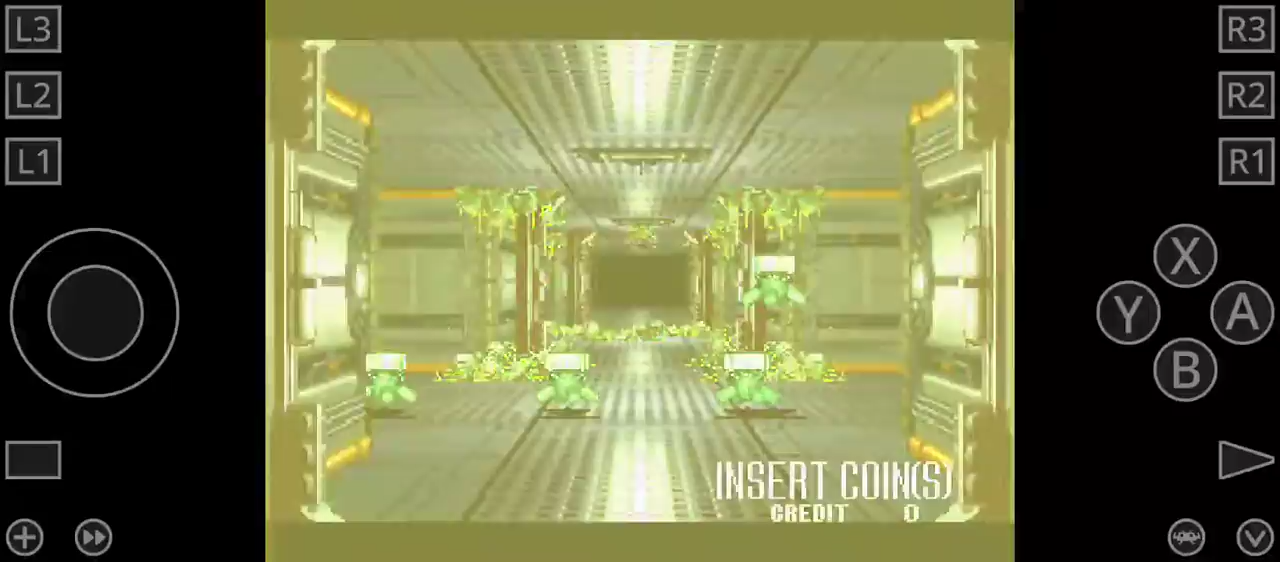 L3
R3
L2
R2
L1
R1
X
Y
A
B
INSERT COIN(S)
CREDIT 0